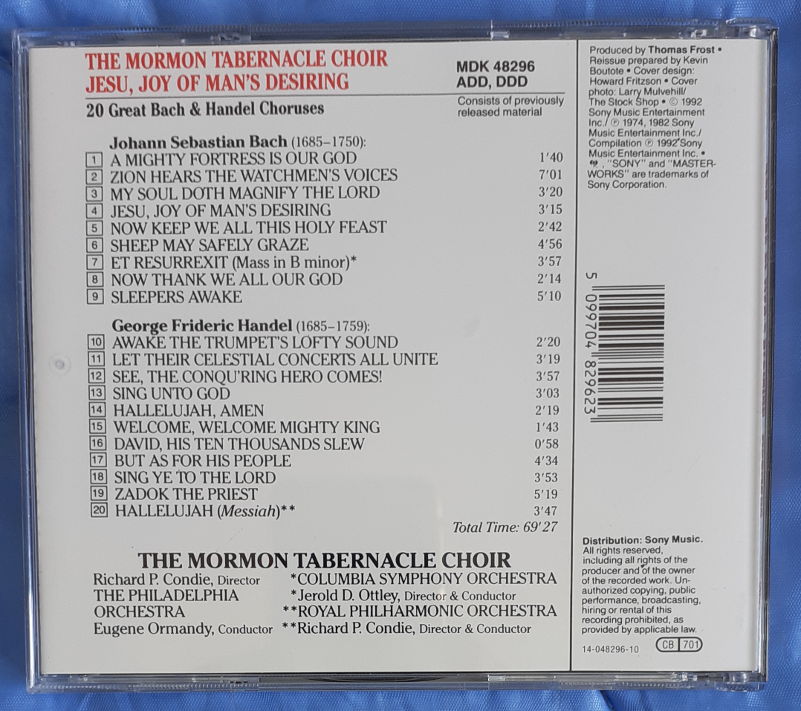 THE MORMON TABERNACLE CHOIR
JESU, JOY OF MAN'S DESIRING
MDK 48296
ADD, DDD
20 Great Bach & Handel Choruses
Consists of previously
released material
Johann Sebastian Bach (1685–1750):
1 A MIGHTY FORTRESS IS OUR GOD 1'40
2 ZION HEARS THE WATCHMEN'S VOICES 7'01
3 MY SOUL DOTH MAGNIFY THE LORD 3'20
4 JESU, JOY OF MAN'S DESIRING 3'15
5 NOW KEEP WE ALL THIS HOLY FEAST 2'42
6 SHEEP MAY SAFELY GRAZE 4'56
7 ET RESURREXIT (Mass in B minor)* 3'57
8 NOW THANK WE ALL OUR GOD 2'14
9 SLEEPERS AWAKE 5'10
George Frideric Handel (1685–1759):
10 AWAKE THE TRUMPET'S LOFTY SOUND 2'20
11 LET THEIR CELESTIAL CONCERTS ALL UNITE 3'19
12 SEE, THE CONQU'RING HERO COMES! 3'57
13 SING UNTO GOD 3'03
14 HALLELUJAH, AMEN 2'19
15 WELCOME, WELCOME MIGHTY KING 1'43
16 DAVID, HIS TEN THOUSANDS SLEW 0'58
17 BUT AS FOR HIS PEOPLE 4'34
18 SING YE TO THE LORD 3'53
19 ZADOK THE PRIEST 5'19
20 HALLELUJAH (Messiah)** 3'47
Total Time: 69'27
THE MORMON TABERNACLE CHOIR
Richard P. Condie, Director
THE PHILADELPHIA
ORCHESTRA
Eugene Ormandy, Conductor
*COLUMBIA SYMPHONY ORCHESTRA
*Jerold D. Ottley, Director & Conductor
**ROYAL PHILHARMONIC ORCHESTRA
**Richard P. Condie, Director & Conductor
Produced by Thomas Frost •
Reissue prepared by Kevin
Boutote • Cover design:
Howard Fritzson • Cover
photo: Larry Mulvehill/
The Stock Shop • © 1992
Sony Music Entertainment
Inc./ ℗ 1974, 1982 Sony
Music Entertainment Inc./
Compilation ℗ 1992 Sony
Music Entertainment Inc. •
, "SONY" and "MASTER-
WORKS" are trademarks of
Sony Corporation.
5 099704 829623
Distribution: Sony Music.
All rights reserved,
including all rights of the
producer and of the owner
of the recorded work. Un-
authorized copying, public
performance, broadcasting,
hiring or rental of this
recording prohibited, as
provided by applicable law.
14-048296-10 CB 701